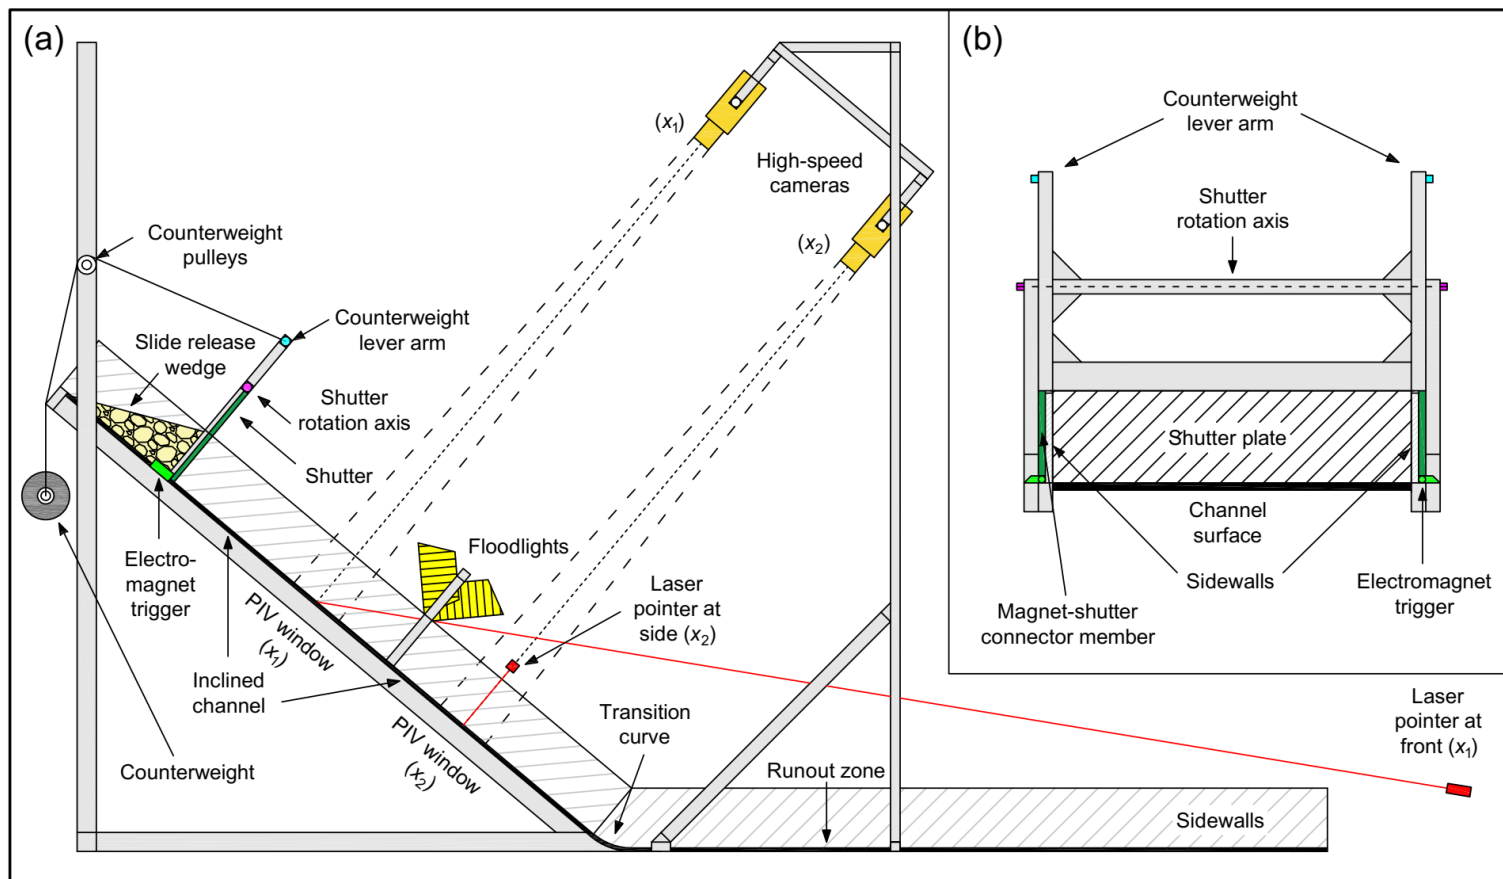 (a)
(x₁)
High-speed
cameras
(x₂)
Counterweight
pulleys
Counterweight
lever arm
Slide release
wedge
Shutter
rotation axis
Shutter
Electro-
magnet
trigger
Floodlights
Laser
pointer at
side (x₂)
PIV window
(x₁)
Inclined
channel
PIV window
(x₂)
Transition
curve
Counterweight
Runout zone
Sidewalls
Laser
pointer at
front (x₁)
(b)
Counterweight
lever arm
Shutter
rotation axis
Shutter plate
Channel
surface
Sidewalls
Magnet-shutter
connector member
Electromagnet
trigger